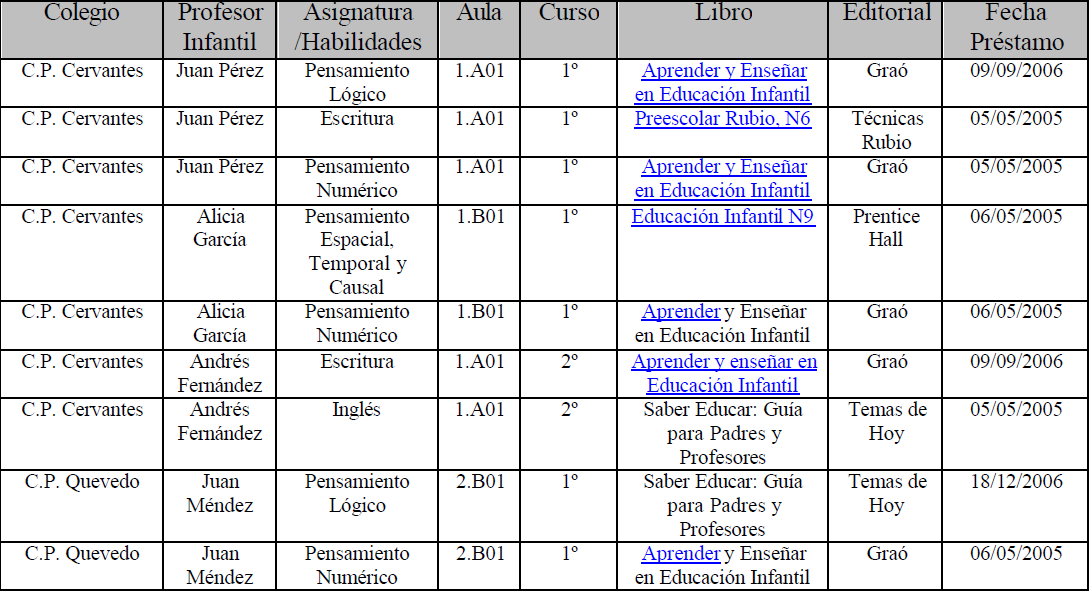 Colegio Profesor Infantil Asignatura /Habilidades Aula Curso Libro Editorial Fecha Préstamo
C.P. Cervantes Juan Pérez Pensamiento Lógico 1.A01 1º Aprender y Enseñar en Educación Infantil Graó 09/09/2006
C.P. Cervantes Juan Pérez Escritura 1.A01 1º Preescolar Rubio, N6 Técnicas Rubio 05/05/2005
C.P. Cervantes Juan Pérez Pensamiento Numérico 1.A01 1º Aprender y Enseñar en Educación Infantil Graó 05/05/2005
C.P. Cervantes Alicia García Pensamiento Espacial, Temporal y Causal 1.B01 1º Educación Infantil N9 Prentice Hall 06/05/2005
C.P. Cervantes Alicia García Pensamiento Numérico 1.B01 1º Aprender y Enseñar en Educación Infantil Graó 06/05/2005
C.P. Cervantes Andrés Fernández Escritura 1.A01 2º Aprender y enseñar en Educación Infantil Graó 09/09/2006
C.P. Cervantes Andrés Fernández Inglés 1.A01 2º Saber Educar: Guía para Padres y Profesores Temas de Hoy 05/05/2005
C.P. Quevedo Juan Méndez Pensamiento Lógico 2.B01 1º Saber Educar: Guía para Padres y Profesores Temas de Hoy 18/12/2006
C.P. Quevedo Juan Méndez Pensamiento Numérico 2.B01 1º Aprender y Enseñar en Educación Infantil Graó 06/05/2005